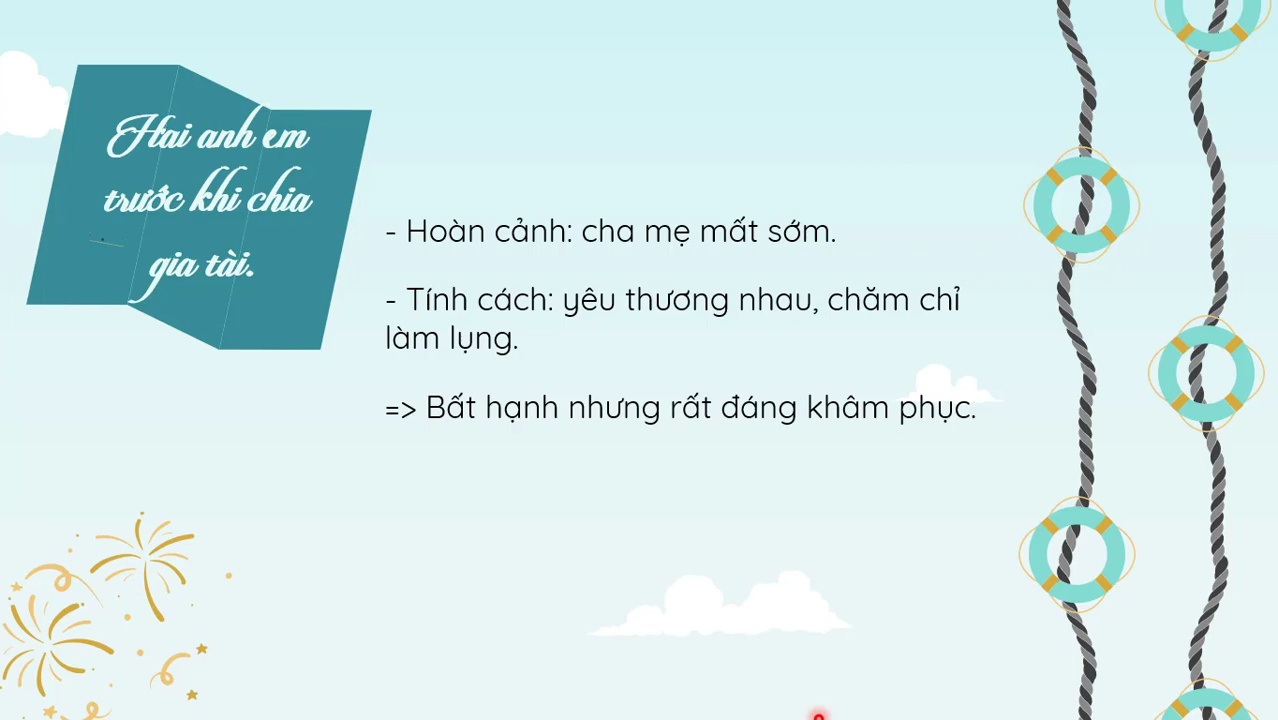 Hai anh em
trước khi chia
gia tài.
- Hoàn cảnh: cha mẹ mất sớm.
- Tính cách: yêu thương nhau, chăm chỉ
làm lụng.
=> Bất hạnh nhưng rất đáng khâm phục.